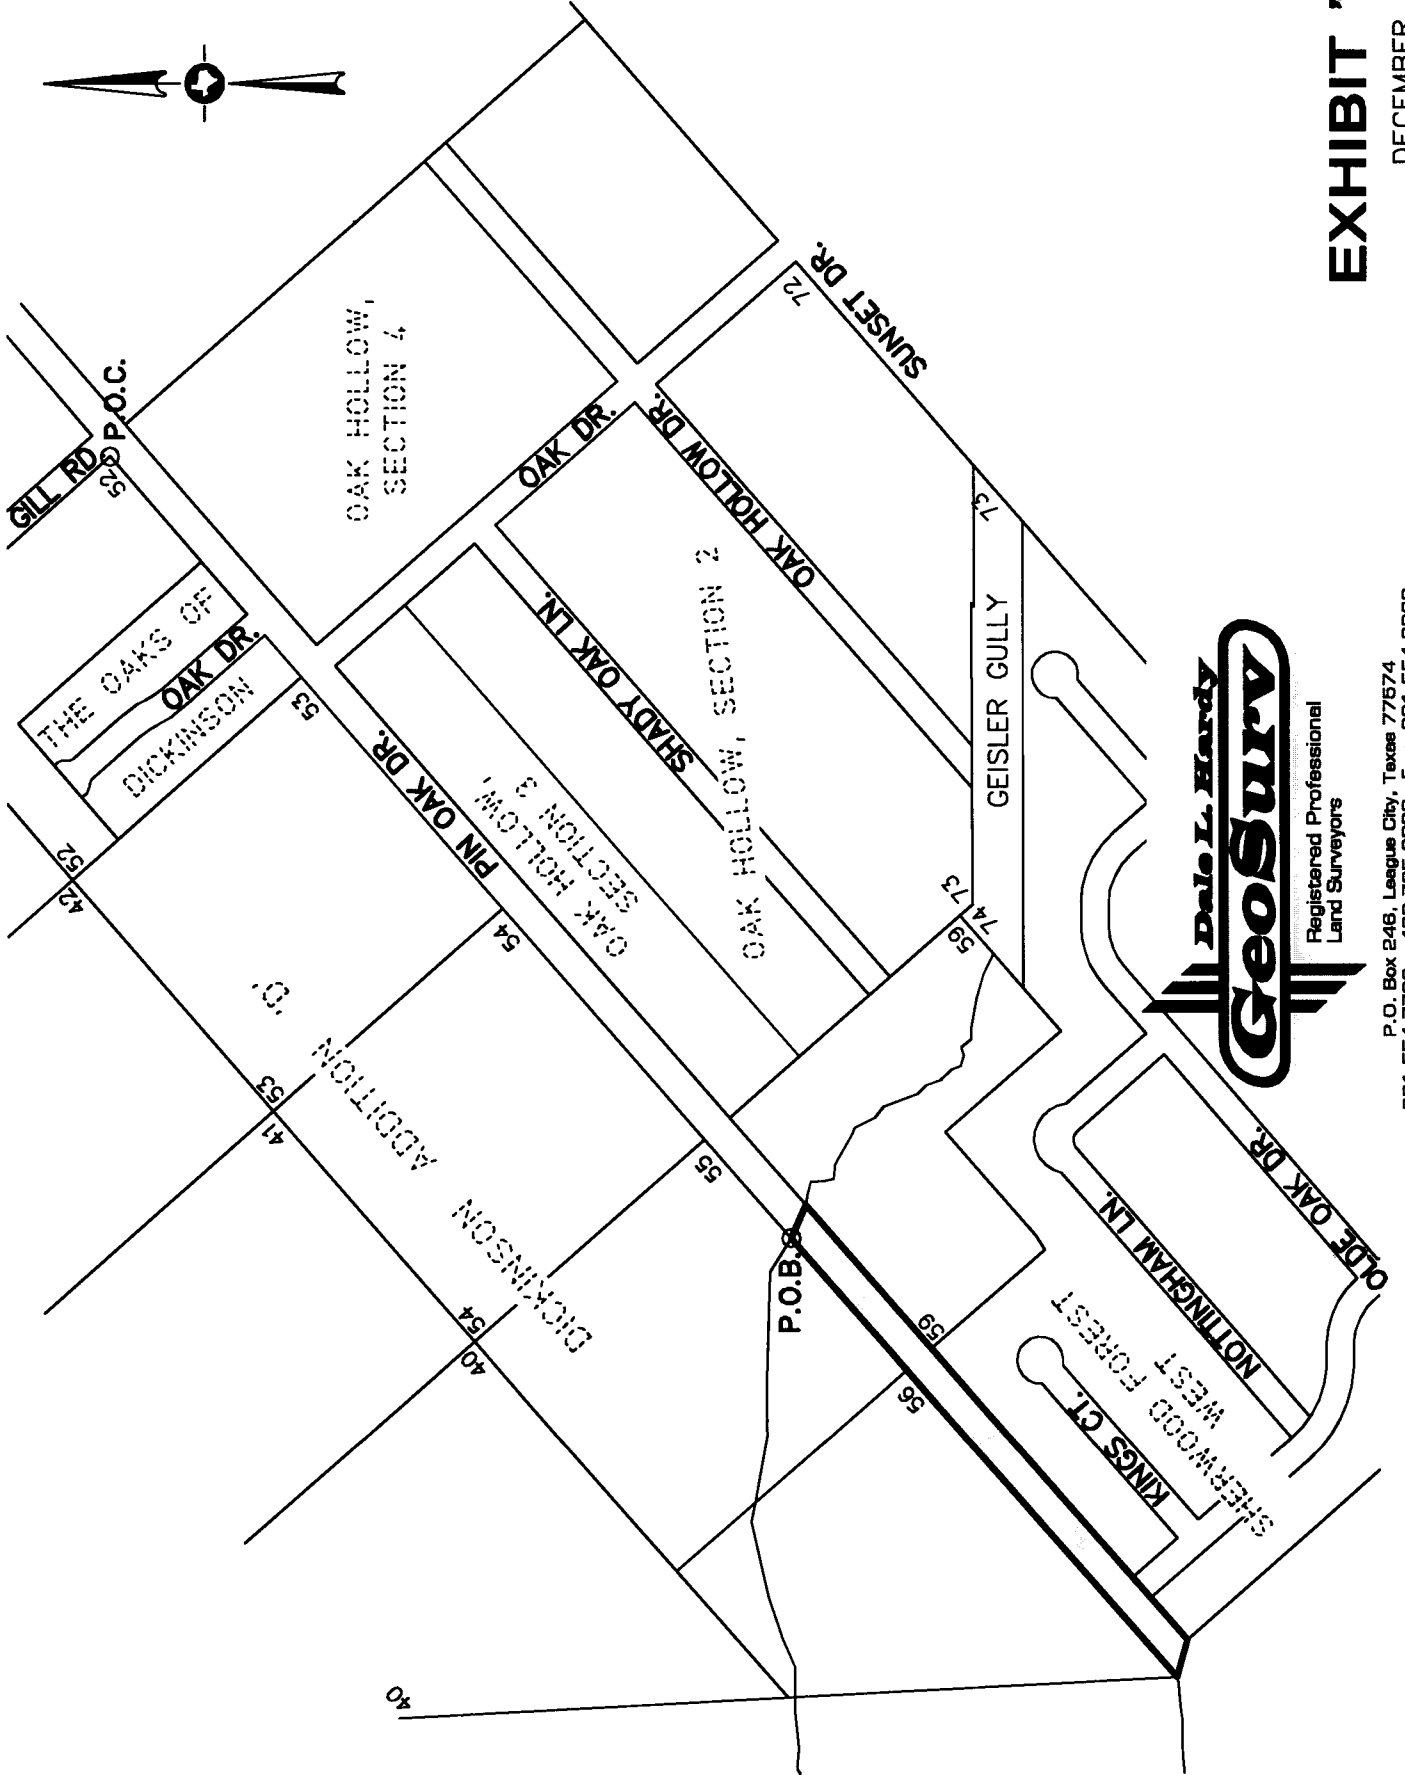 GILL RD.
P.O.C.
52
THE OAKS OF
OAK DR.
DICKINSON
53
OAK HOLLOW,
SECTION 4
OAK DR.
OAK HOLLOW DR.
72
SUNSET DR.
52
42
PIN OAK DR.
OAK HOLLOW,
SECTION 3
SHADY OAK LN.
OAK HOLLOW, SECTION 2
73
GEISLER GULLY
54
59
73
74
DICKINSON ADDITION 'D'
53
41
55
54
40
P.O.B.
56
59
40
KINGS CT.
NOTTINGHAM LN.
OLDE OAK DR.
SHERWOOD FOREST
WEST
EXHIBIT "
DECEMBER
Dale L. Hardy
GeoSurv
Registered Professional
Land Surveyors
P.O. Box 246, League City, Texas 77574